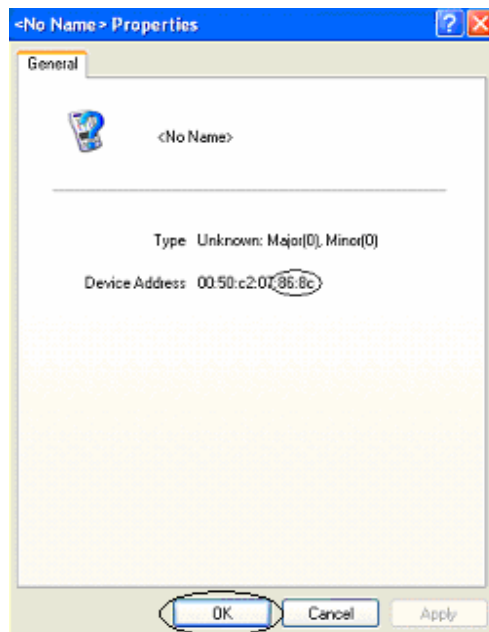 <No Name> Properties
General
<No Name>
Type Unknown: Major(0), Minor(0)
Device Address 00:50:c2:07:86:8c
OK Cancel Apply